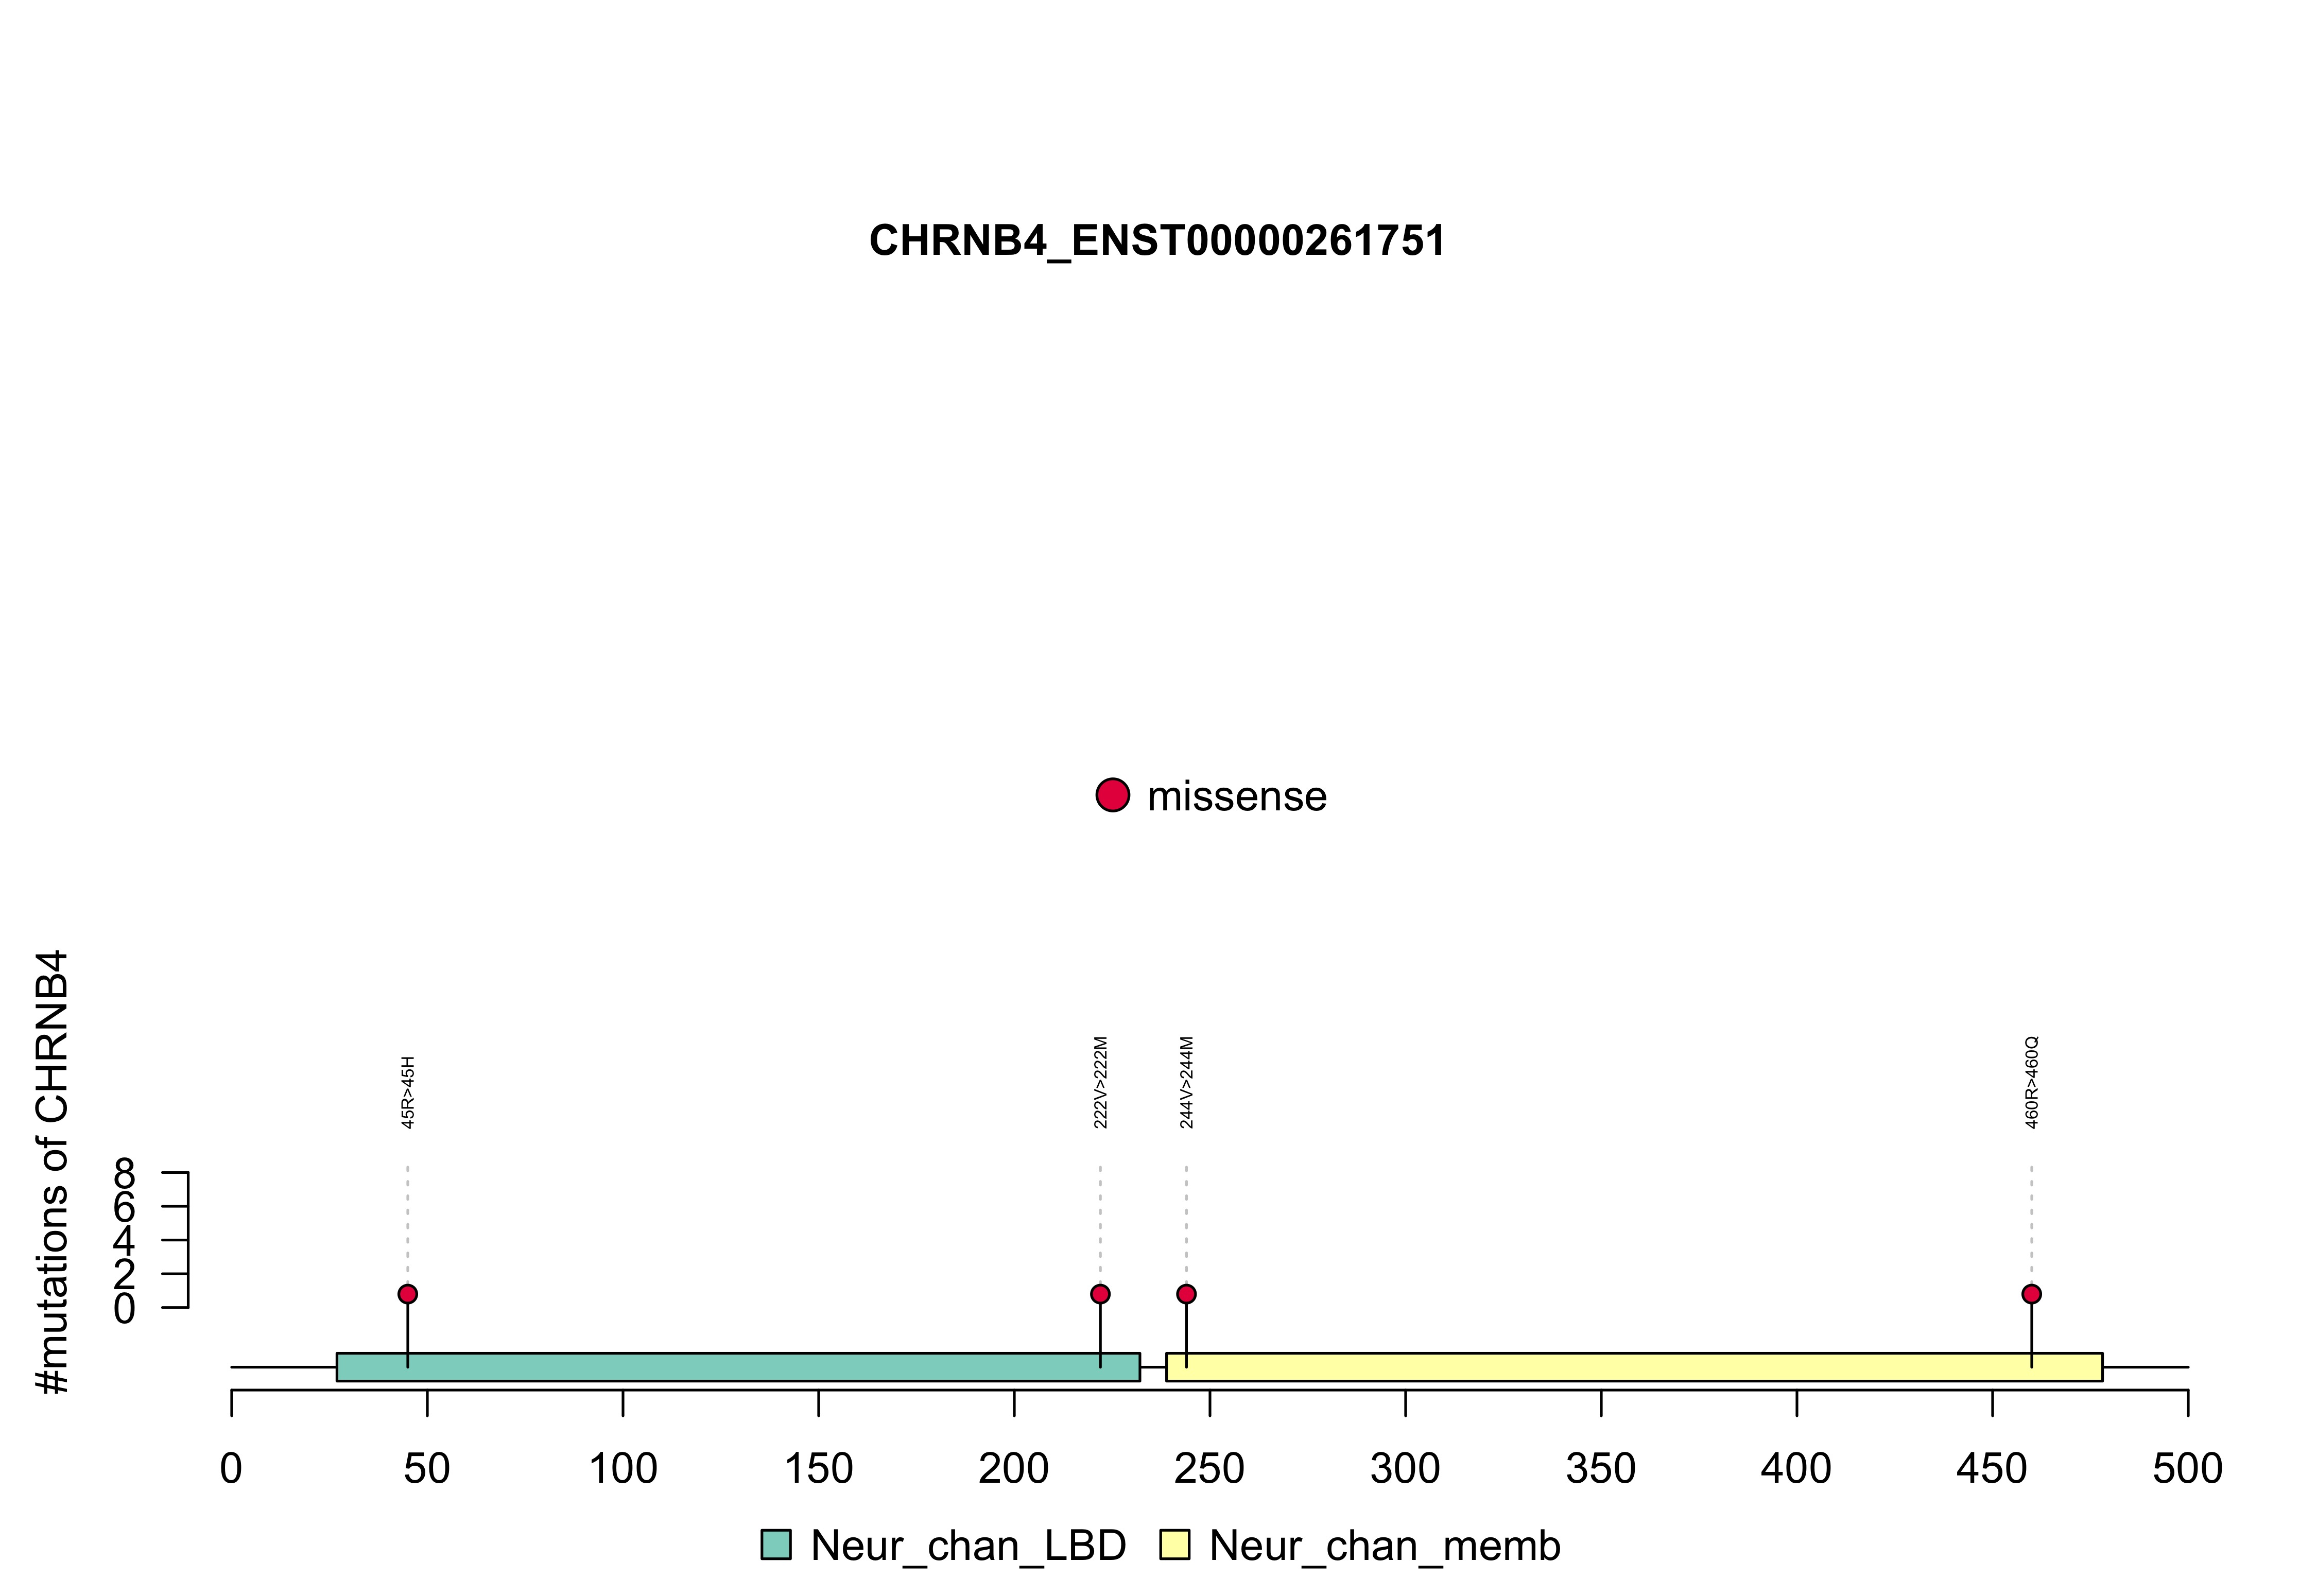 CHRNB4_ENST00000261751
missense
#mutations of CHRNB4
45R>45H
222V>222M
244V>244M
460R>460Q
8
6
4
2
0
0 50 100 150 200 250 300 350 400 450 500
Neur_chan_LBD Neur_chan_memb